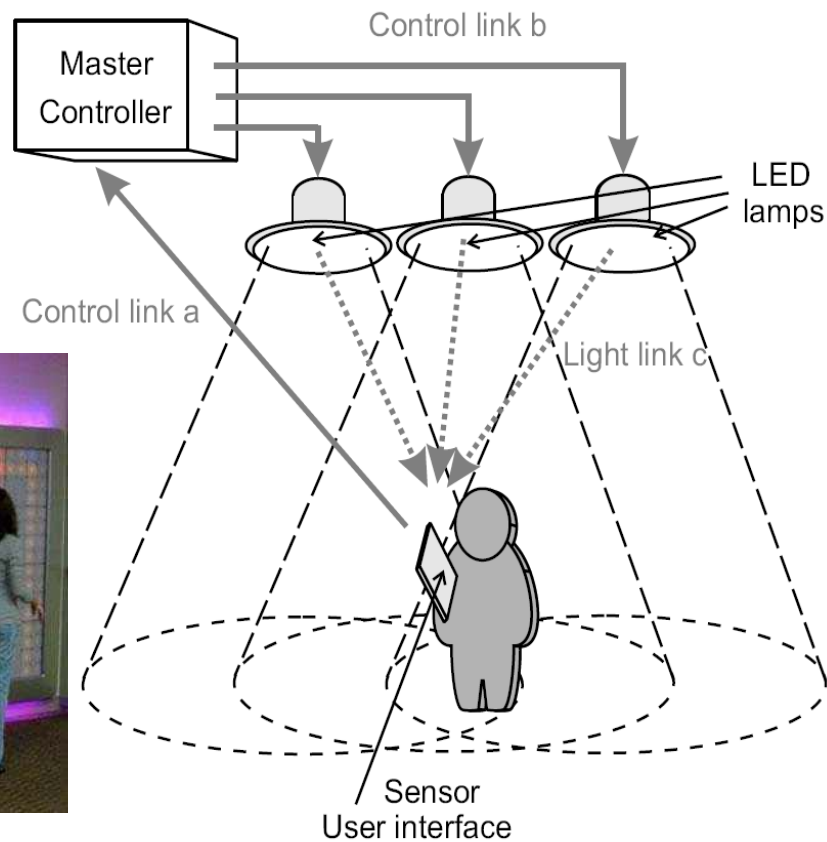 Control link b
Master
Controller
LED
lamps
Control link a
Light link c
Sensor
User interface